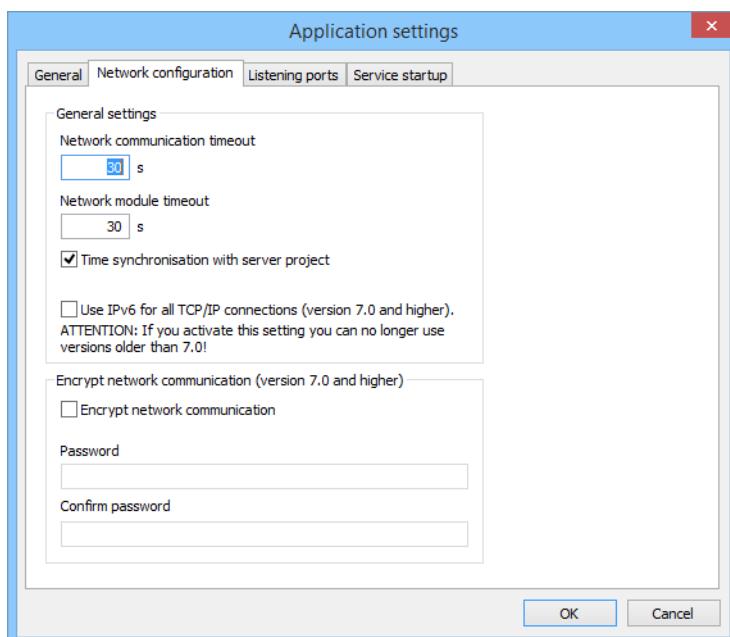 Application settings
General Network configuration Listening ports Service startup
General settings
Network communication timeout
30 s
Network module timeout
30 s
Time synchronisation with server project
Use IPv6 for all TCP/IP connections (version 7.0 and higher).
ATTENTION: If you activate this setting you can no longer use
versions older than 7.0!
Encrypt network communication (version 7.0 and higher)
Encrypt network communication
Password
Confirm password
OK Cancel